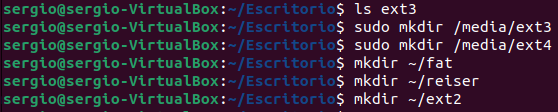 sergio@sergio-VirtualBox:~/Escritorio$ ls ext3
sergio@sergio-VirtualBox:~/Escritorio$ sudo mkdir /media/ext3
sergio@sergio-VirtualBox:~/Escritorio$ sudo mkdir /media/ext4
sergio@sergio-VirtualBox:~/Escritorio$ mkdir ~/fat
sergio@sergio-VirtualBox:~/Escritorio$ mkdir ~/reiser
sergio@sergio-VirtualBox:~/Escritorio$ mkdir ~/ext2